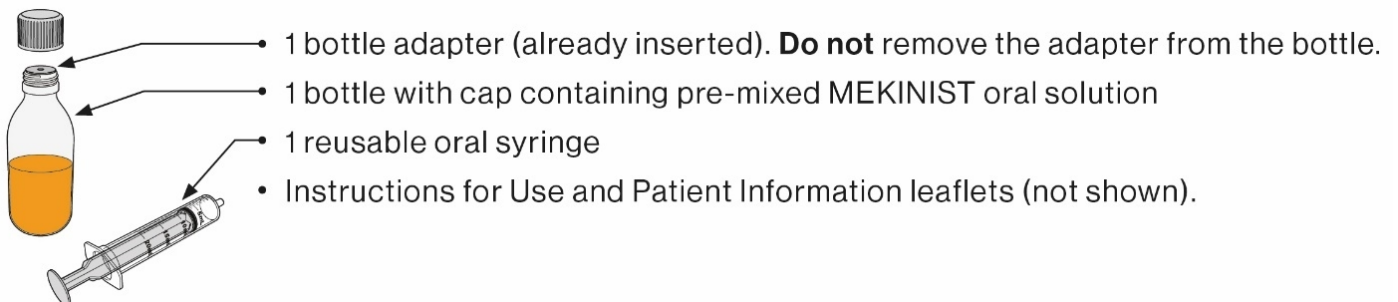 • 1 bottle adapter (already inserted). Do not remove the adapter from the bottle.
• 1 bottle with cap containing pre-mixed MEKINIST oral solution
• 1 reusable oral syringe
• Instructions for Use and Patient Information leaflets (not shown).